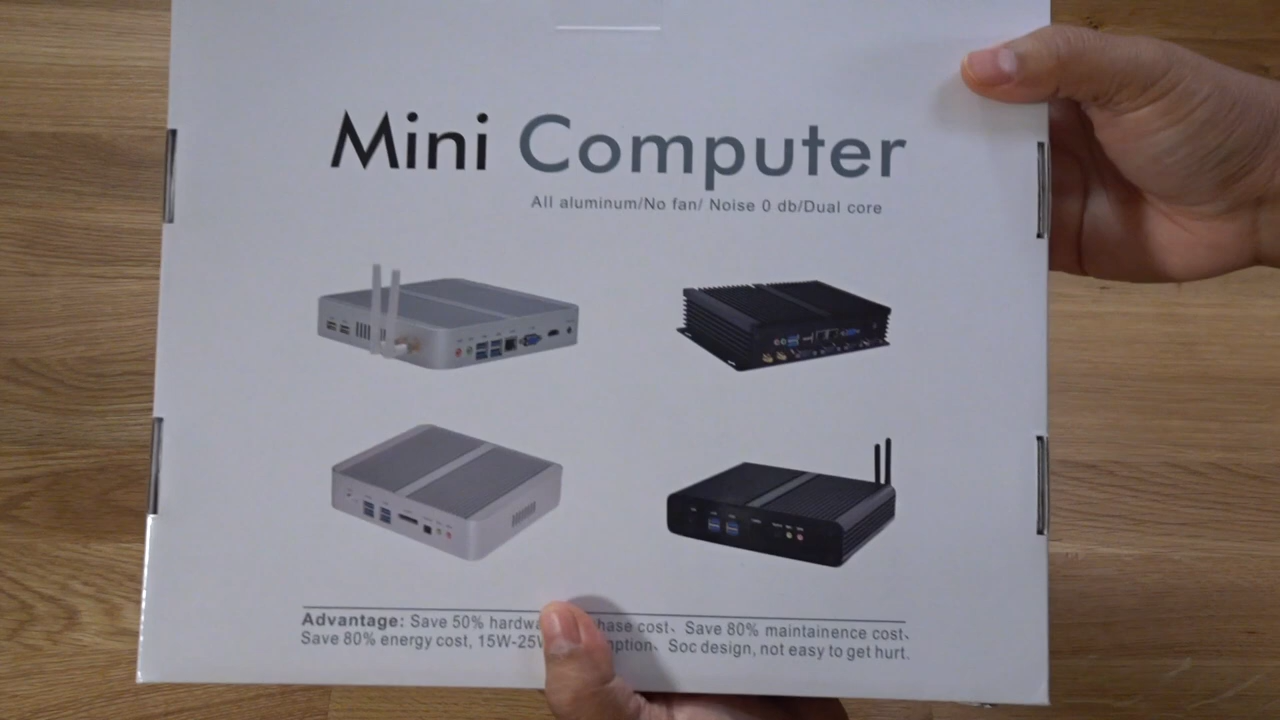 Mini Computer
All aluminum/No fan/ Noise 0 db/Dual core
Advantage: Save 50% hardwa hase cost、Save 80% maintainence cost、
Save 80% energy cost, 15W-25W ption、Soc design, not easy to get hurt.